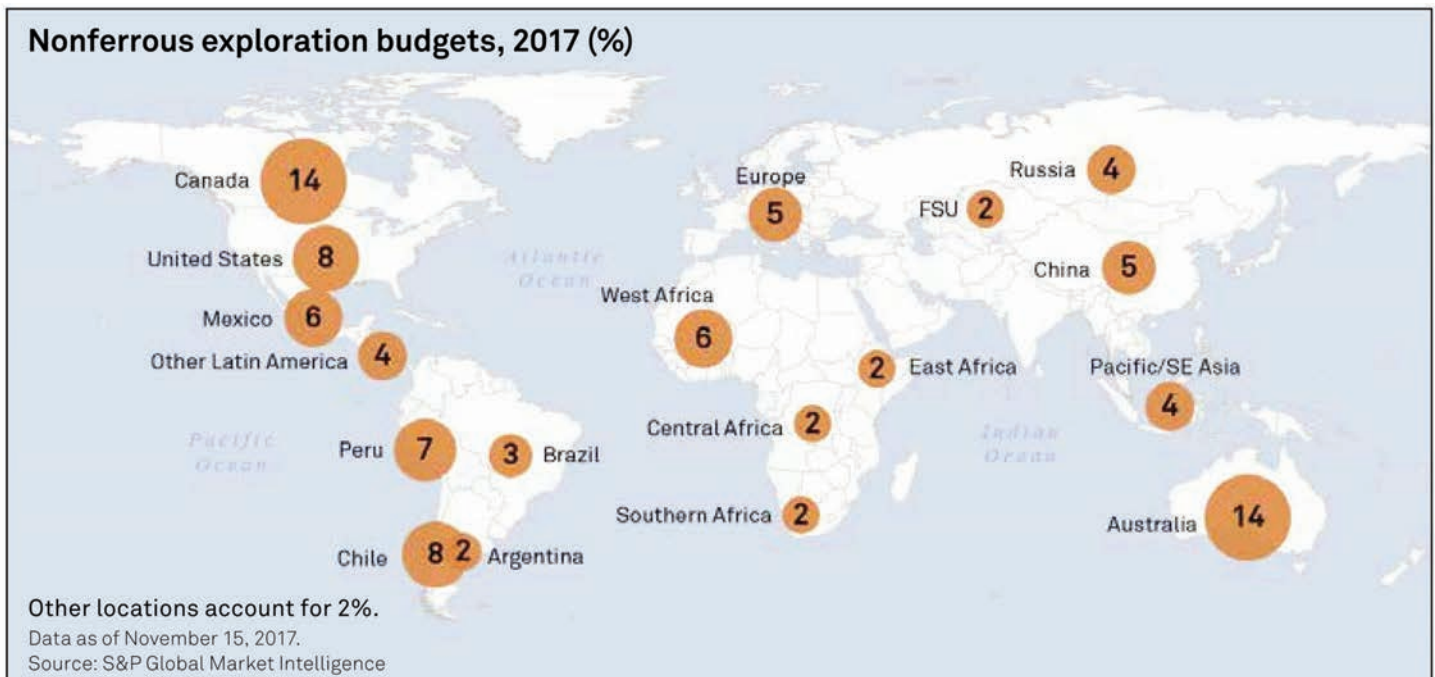 Nonferrous exploration budgets, 2017 (%)
Canada 14
United States 8
Mexico 6
Other Latin America 4
Peru 7
3 Brazil
Chile 8 2 Argentina
Atlantic
Ocean
Pacific
Ocean
Europe
5
West Africa
6
2 East Africa
Central Africa 2
Southern Africa 2
Russia 4
FSU 2
China 5
Pacific/SE Asia
4
Indian
Ocean
Australia 14
Other locations account for 2%.
Data as of November 15, 2017.
Source: S&P Global Market Intelligence